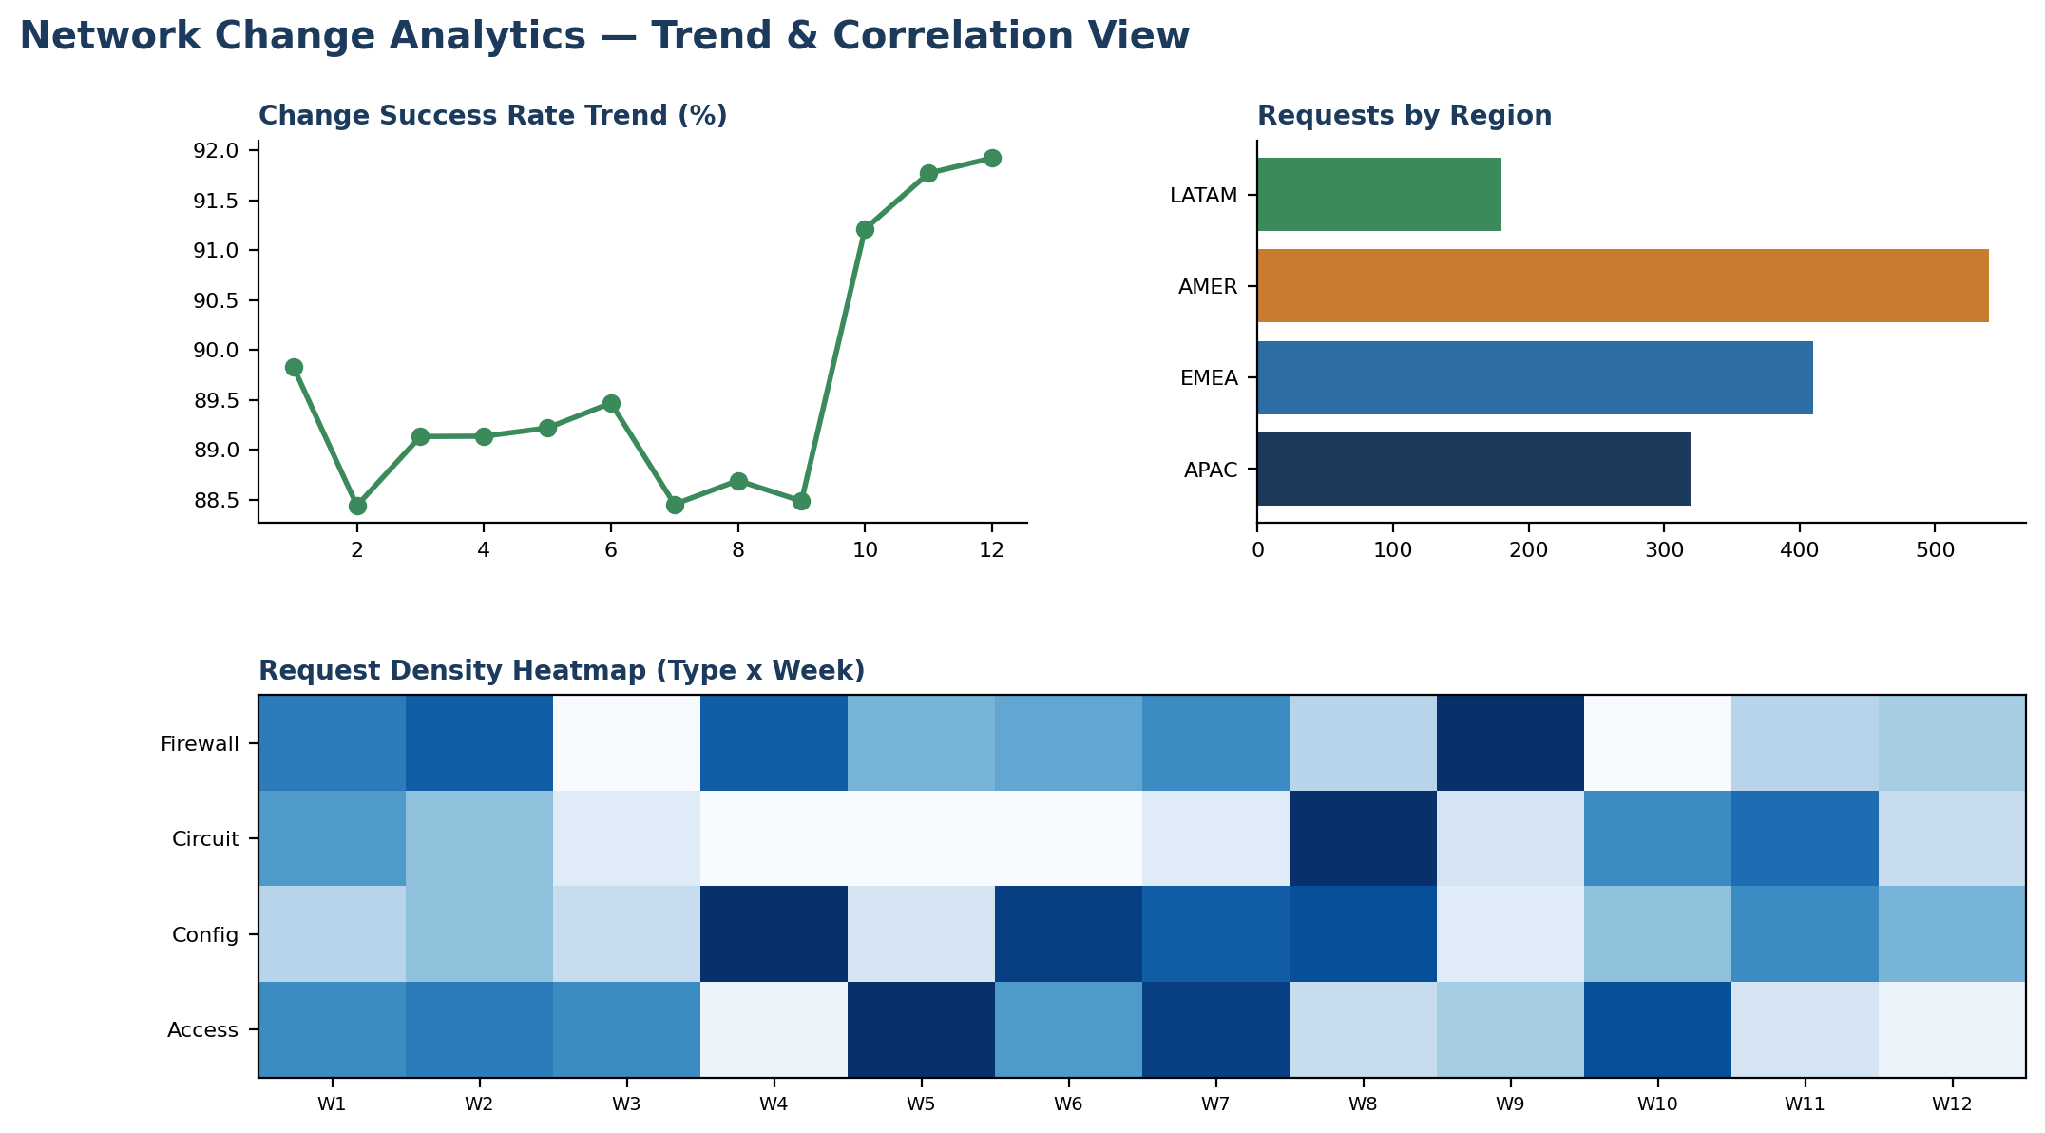 Network Change Analytics — Trend & Correlation View
Change Success Rate Trend (%)
92.0
91.5
91.0
90.5
90.0
89.5
89.0
88.5
2 4 6 8 10 12
Requests by Region
LATAM
AMER
EMEA
APAC
0 100 200 300 400 500
Request Density Heatmap (Type x Week)
Firewall
Circuit
Config
Access
W1 W2 W3 W4 W5 W6 W7 W8 W9 W10 W11 W12